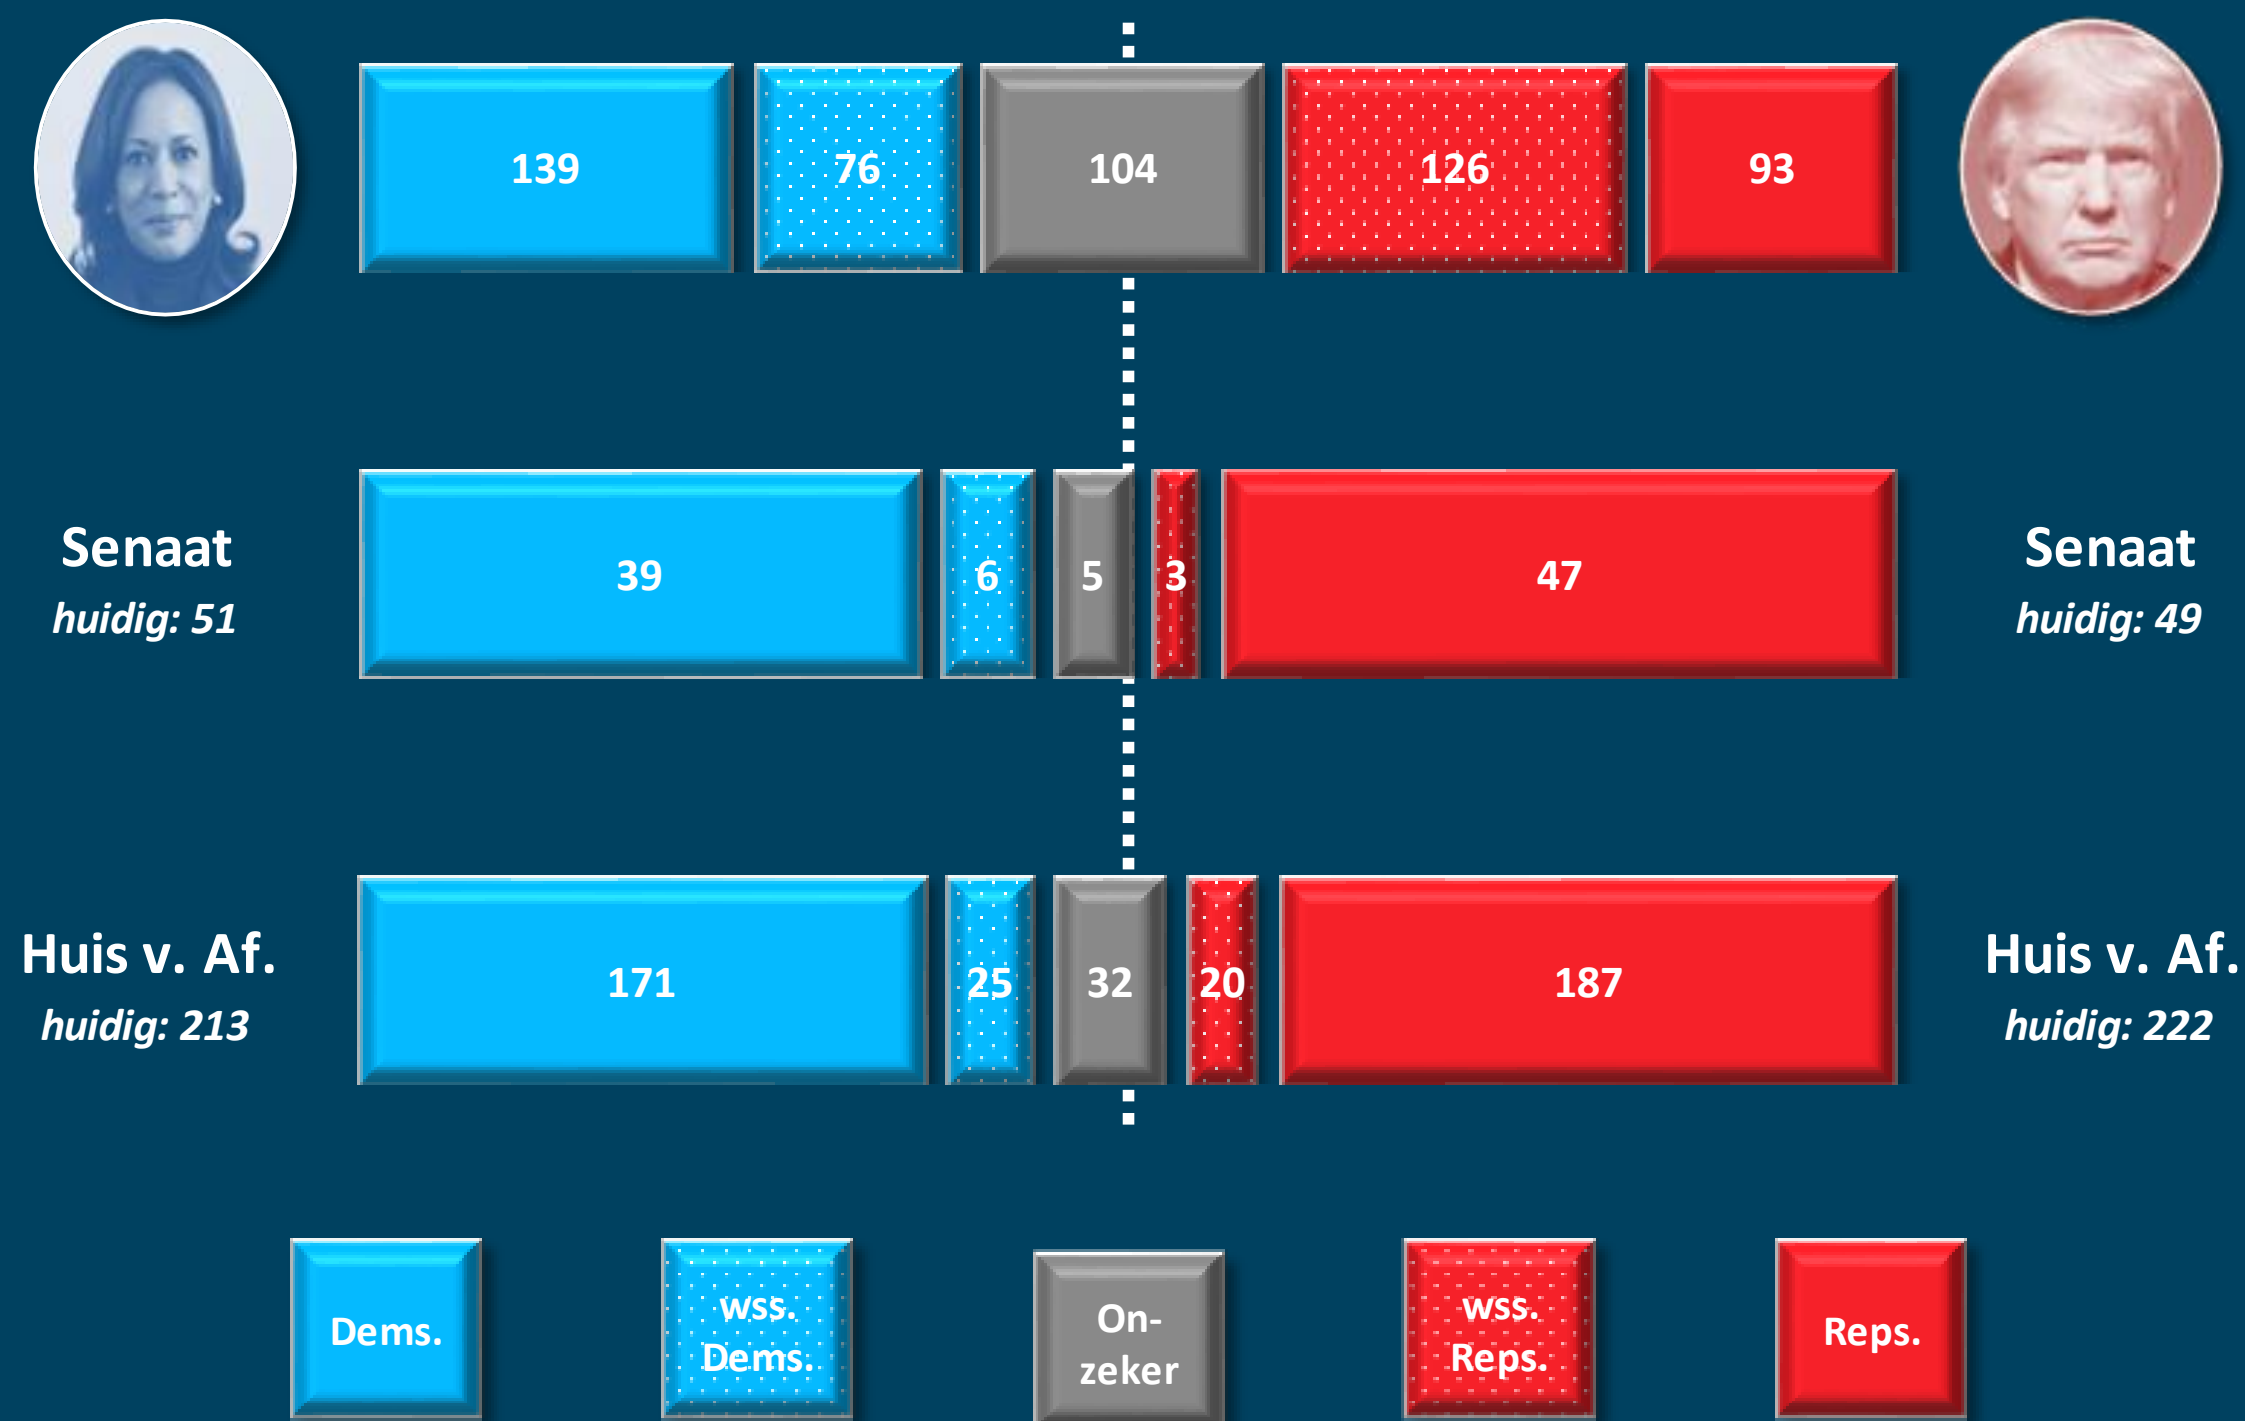 139 76 104 126 93
Senaat
huidig: 51
39 6 5 3 47
Senaat
huidig: 49
Huis v. Af.
huidig: 213
171 25 32 20 187
Huis v. Af.
huidig: 222
Dems.
wss.
Dems.
On-
zeker
wss.
Reps.
Reps.